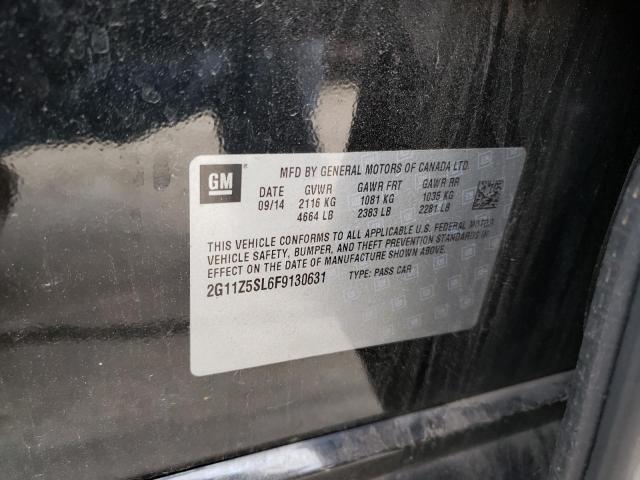 GM
MFD BY GENERAL MOTORS OF CANADA LTD.
DATE GVWR GAWR FRT GAWR RR
09/14 2116 KG 1081 KG 1035 KG
4664 LB 2383 LB 2281 LB
THIS VEHICLE CONFORMS TO ALL APPLICABLE U.S. FEDERAL MOTOR
VEHICLE SAFETY, BUMPER, AND THEFT PREVENTION STANDARDS IN
EFFECT ON THE DATE OF MANUFACTURE SHOWN ABOVE.
2G11Z5SL6F9130631 TYPE: PASS CAR